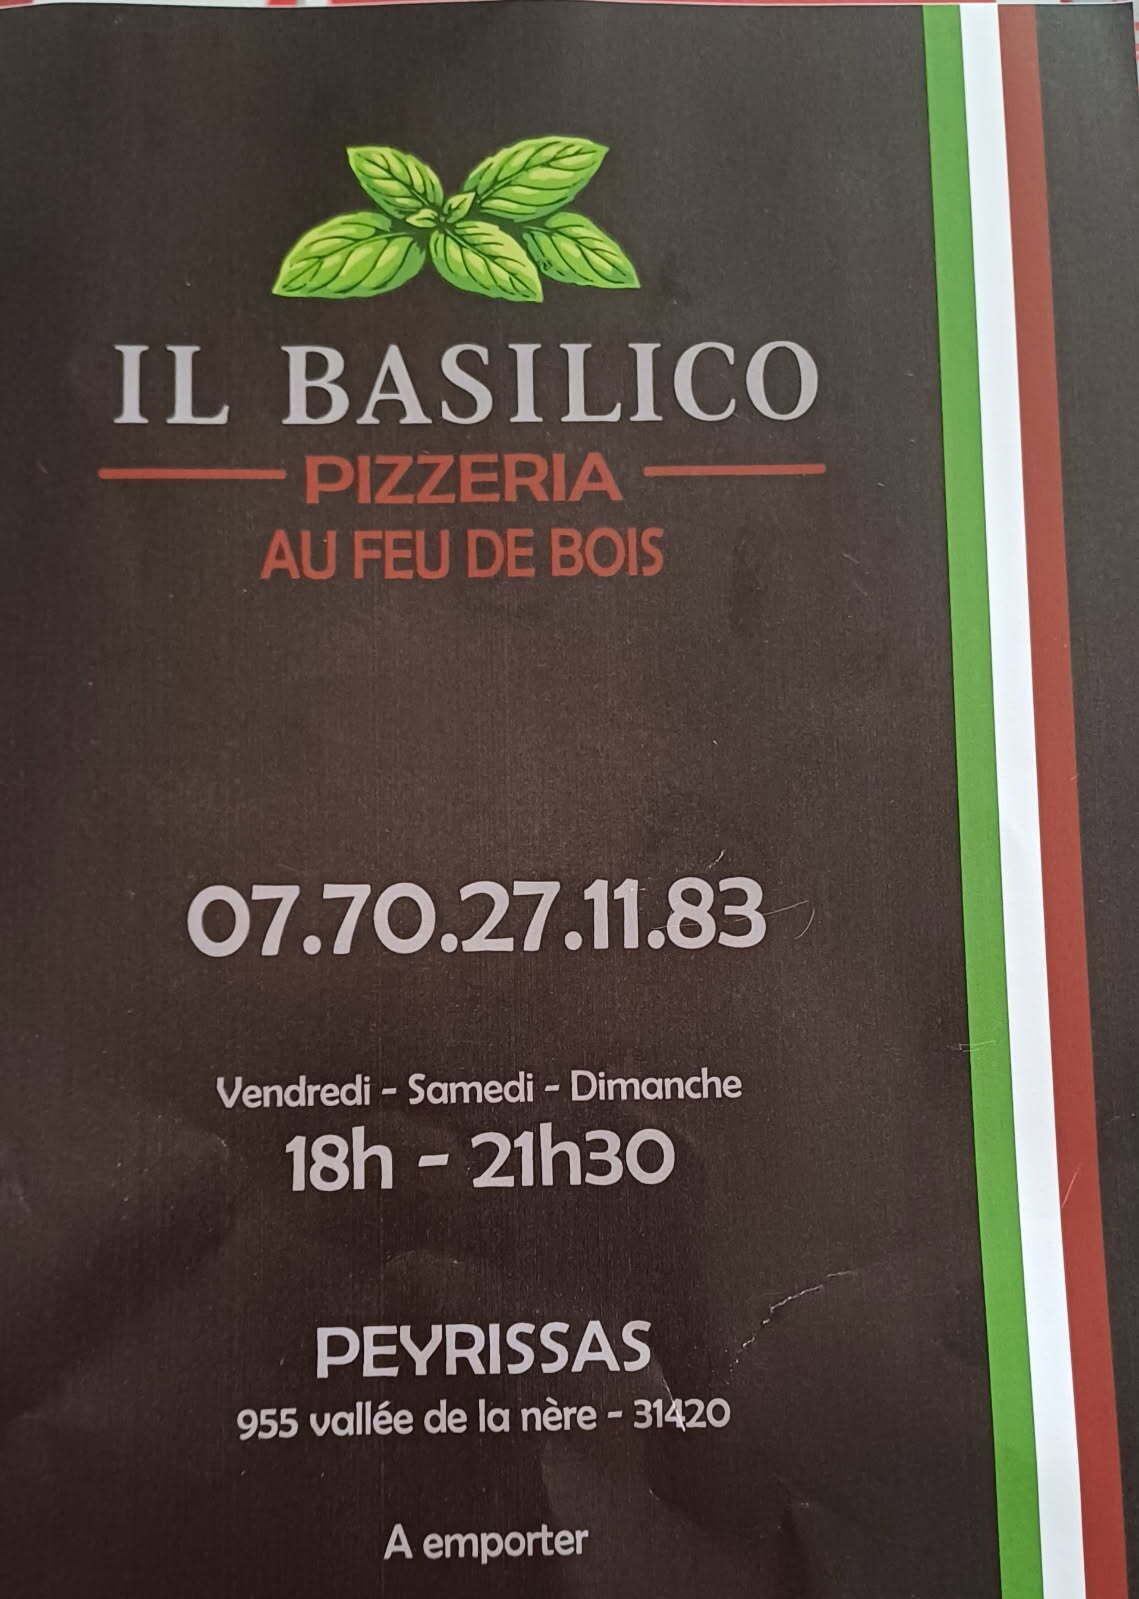 IL BASILICO
PIZZERIA
AU FEU DE BOIS
07.70.27.11.83
Vendredi - Samedi - Dimanche
18h - 21h30
PEYRISSAS
955 vallée de la nère - 31420
A emporter